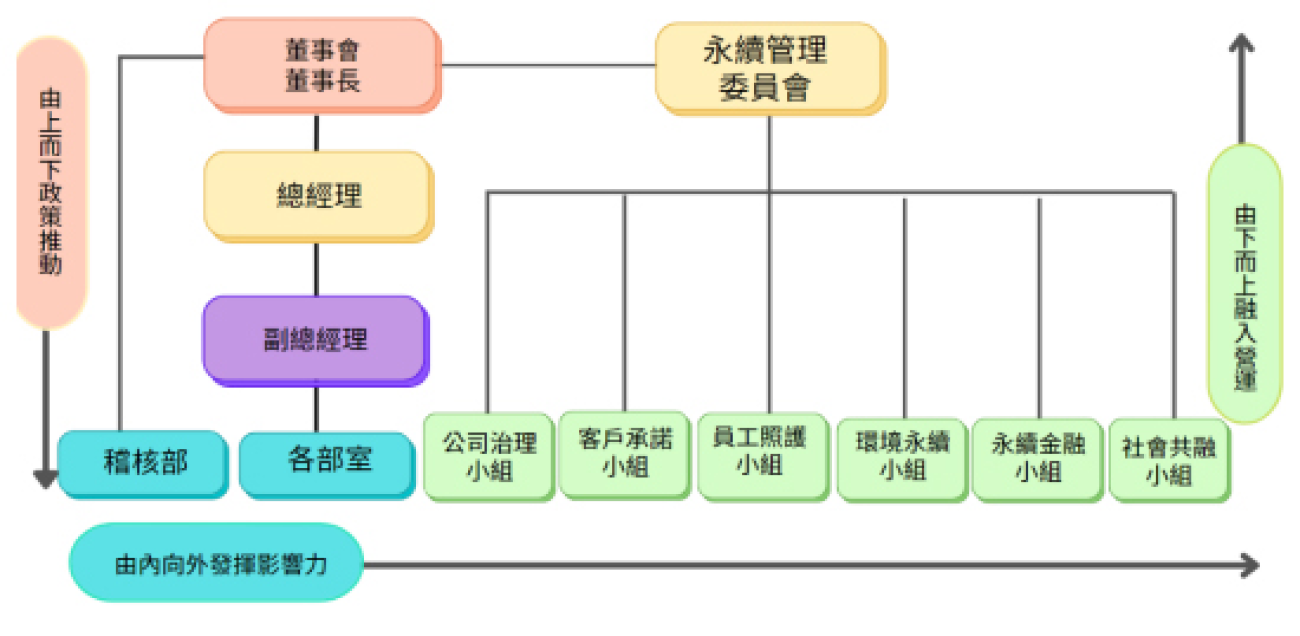 董事會
董事長
永續管理
委員會
由上而下政策推動
總經理
由下而上融入營運
副總經理
稽核部
各部室
公司治理
小組
客戶承諾
小組
員工照護
小組
環境永續
小組
永續金融
小組
社會共融
小組
由內向外發揮影響力